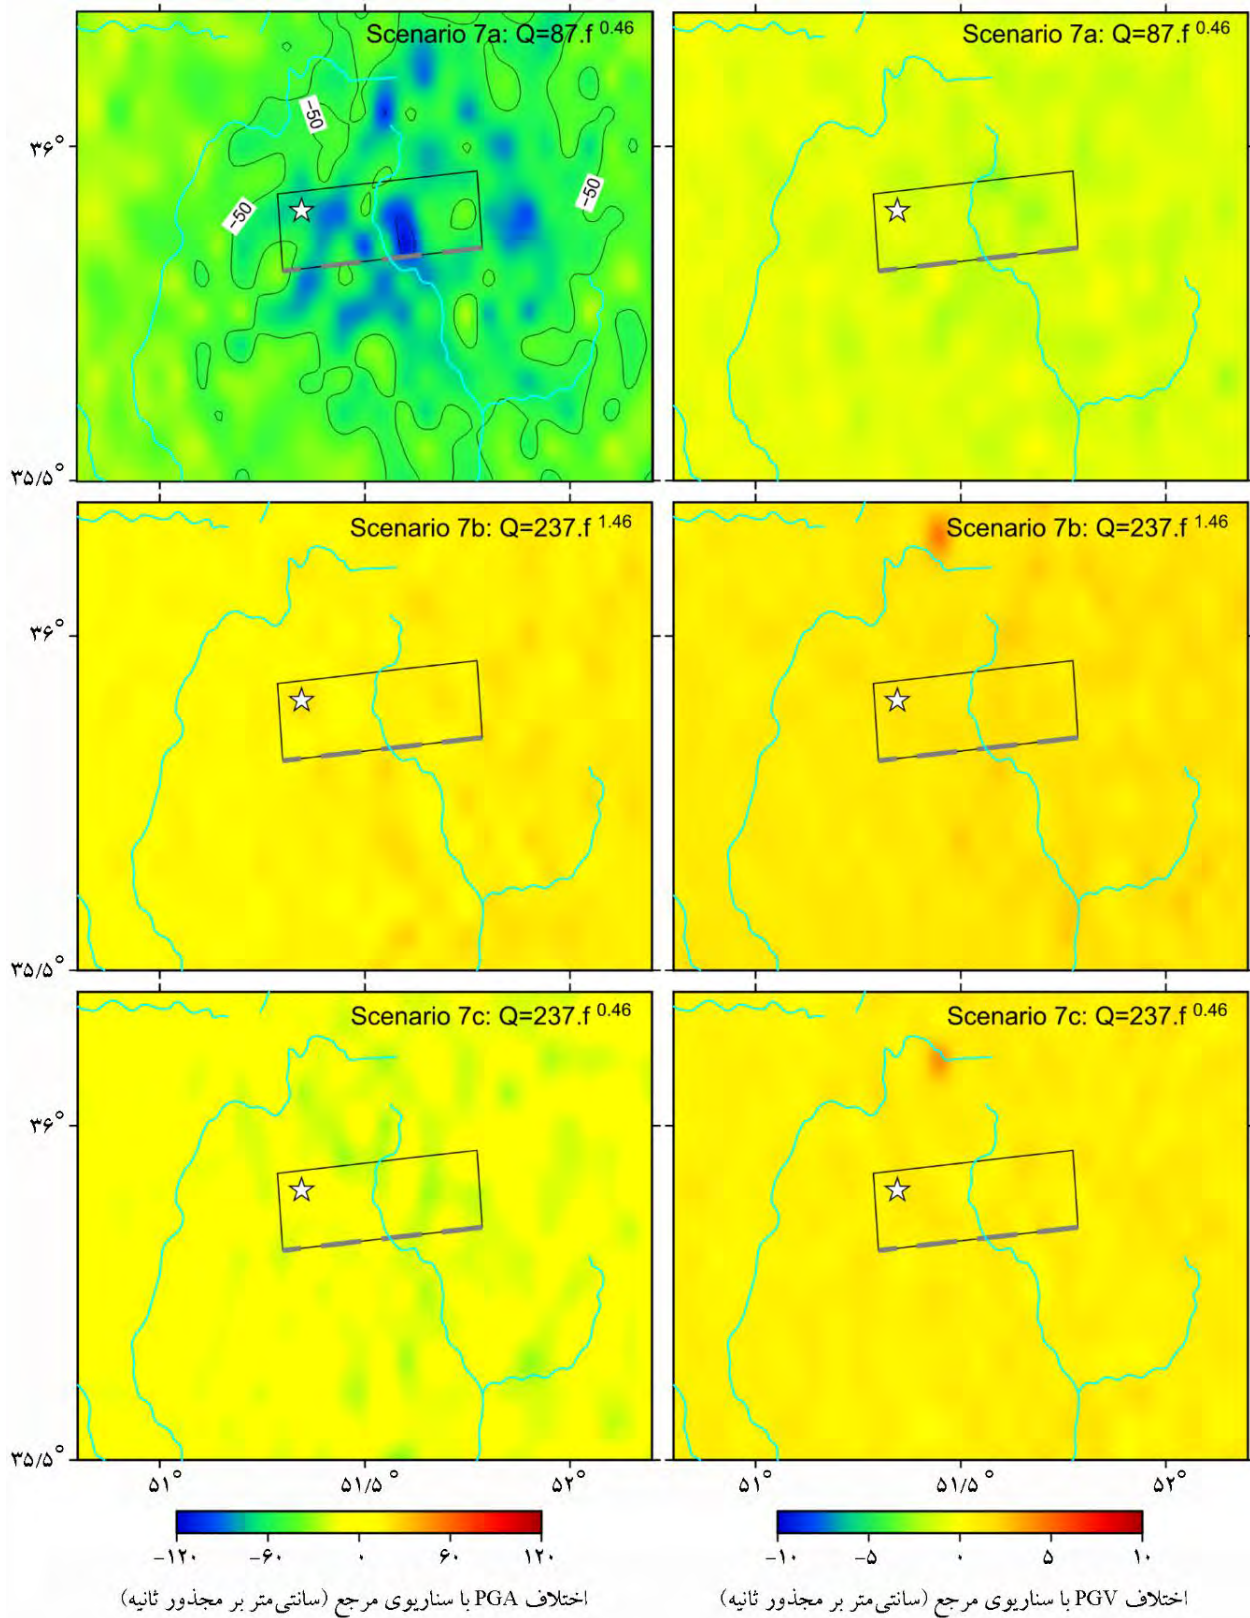 Scenario 7a: Q=87.f 0.46
Scenario 7a: Q=87.f 0.46
-50
-50
-50
۳۶°
۳۵/۵°
Scenario 7b: Q=237.f 1.46
Scenario 7b: Q=237.f 1.46
۳۶°
۳۵/۵°
Scenario 7c: Q=237.f 0.46
Scenario 7c: Q=237.f 0.46
۳۶°
۳۵/۵°
۵۱° ۵۱/۵° ۵۲°
۵۱° ۵۱/۵° ۵۲°
-۱۲۰ -۶۰ ۰ ۶۰ ۱۲۰
-۱۰ -۵ ۰ ۵ ۱۰
اختلاف PGA با سناریوی مرجع (سانتی‌متر بر مجذور ثانیه)
اختلاف PGV با سناریوی مرجع (سانتی‌متر بر مجذور ثانیه)